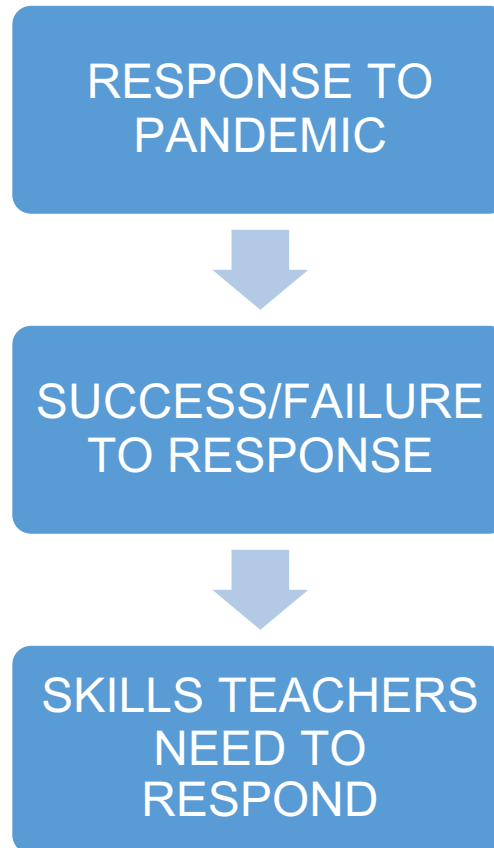 RESPONSE TO
PANDEMIC
SUCCESS/FAILURE
TO RESPONSE
SKILLS TEACHERS
NEED TO
RESPOND